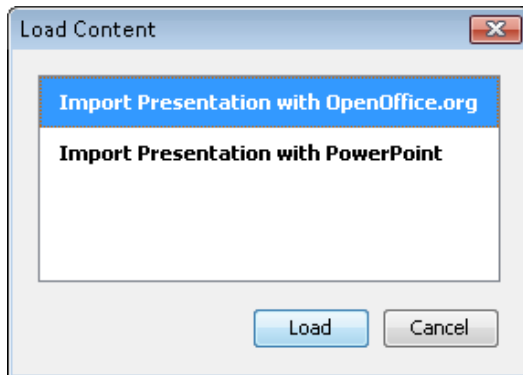 Load Content
Import Presentation with OpenOffice.org
Import Presentation with PowerPoint
Load
Cancel